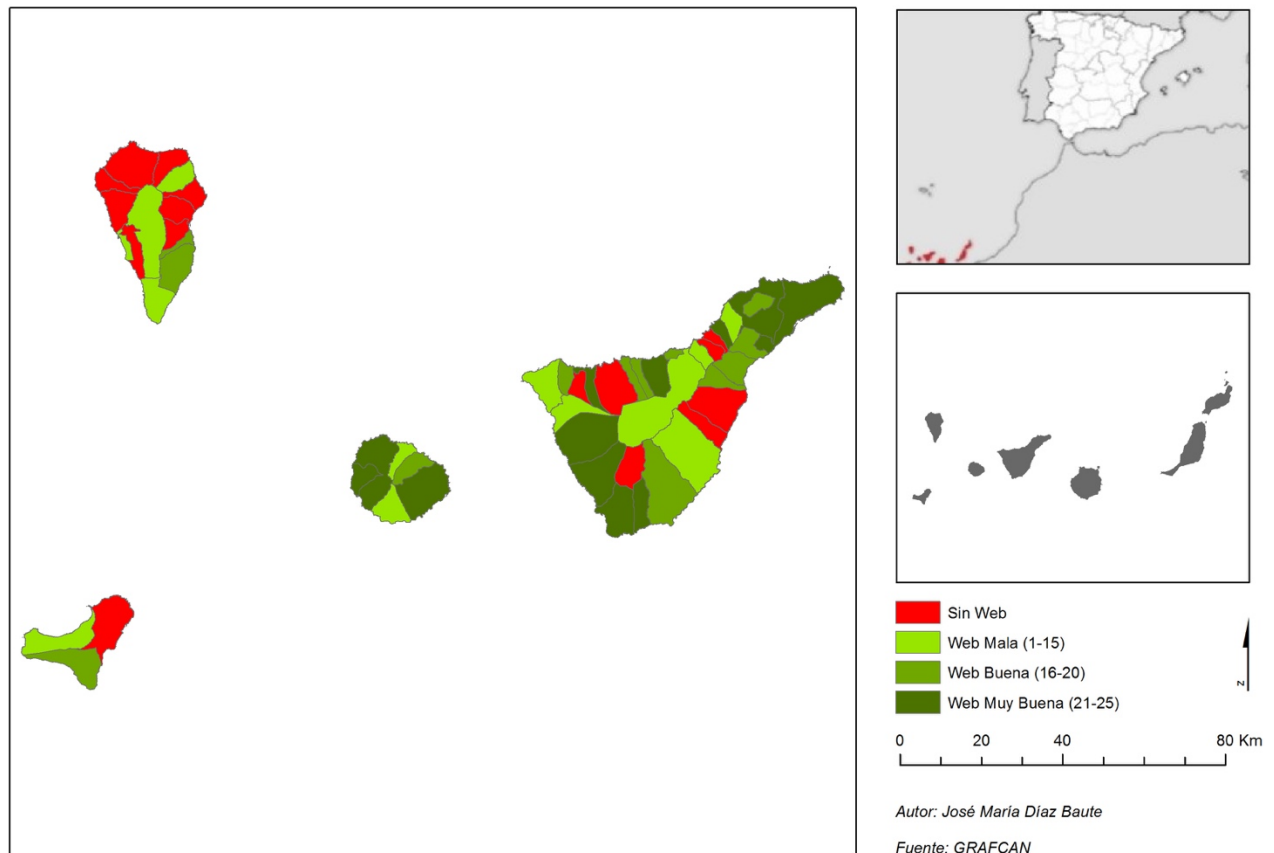 Sin Web
Web Mala (1-15)
Web Buena (16-20)
Web Muy Buena (21-25)
z
0 20 40 80 Km
Autor: José María Díaz Baute
Fuente: GRAFCAN